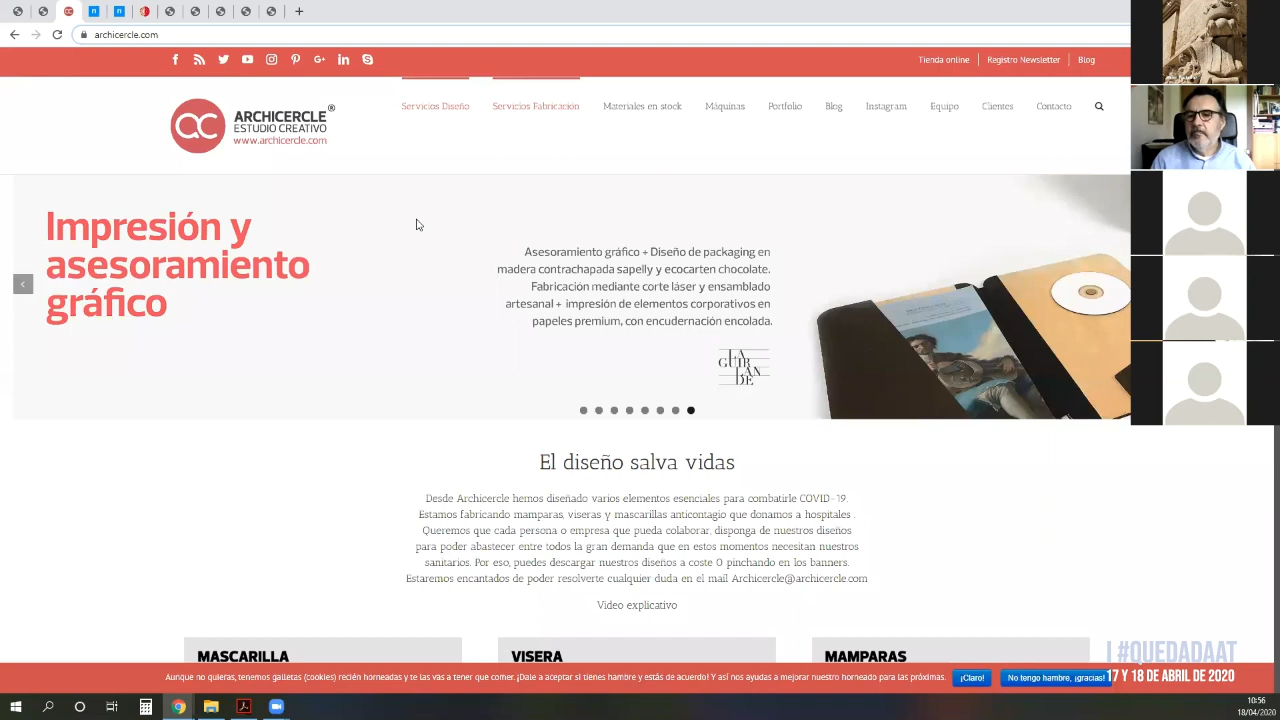 archicercle.com
Tienda online
Registro Newsletter
Blog
ARCHICERCLE®
ESTUDIO CREATIVO
www.archicercle.com
Servicios Diseño
Servicios Fabricación
Materiales en stock
Máquinas
Portfolio
Blog
Instagram
Equipo
Clientes
Contacto
Impresión y
asesoramiento
gráfico
Asesoramiento gráfico + Diseño de packaging en
madera contrachapada sapelly y ecocarten chocolate.
Fabricación mediante corte láser y ensamblado
artesanal + impresión de elementos corporativos en
papeles premium, con encudernación encolada.
LA
GUIR
LAN
DE
El diseño salva vidas
Desde Archicercle hemos diseñado varios elementos esenciales para combatirle COVID-19.
Estamos fabricando mamparas, viseras y mascarillas anticontagio que donamos a hospitales .
Queremos que cada persona o empresa que pueda colaborar, disponga de nuestros diseños
para poder abastecer entre todos la gran demanda que en estos momentos necesitan nuestros
sanitarios. Por eso, puedes descargar nuestros diseños a coste 0 pinchando en los banners.
Estaremos encantados de poder resolverte cualquier duda en el mail Archicercle@archicercle.com
Video explicativo
MASCARILLA
VISERA
MAMPARAS
I #QUEDADAAT
17 Y 18 DE ABRIL DE 2020
Aunque no quieras, tenemos galletas (cookies) recién horneadas y te las vas a tener que comer. ¡Dale a aceptar si tienes hambre y estás de acuerdo! Y así nos ayudas a mejorar nuestro horneado para las próximas.
¡Claro!
No tengo hambre, ¡gracias!
10:56
18/04/2020